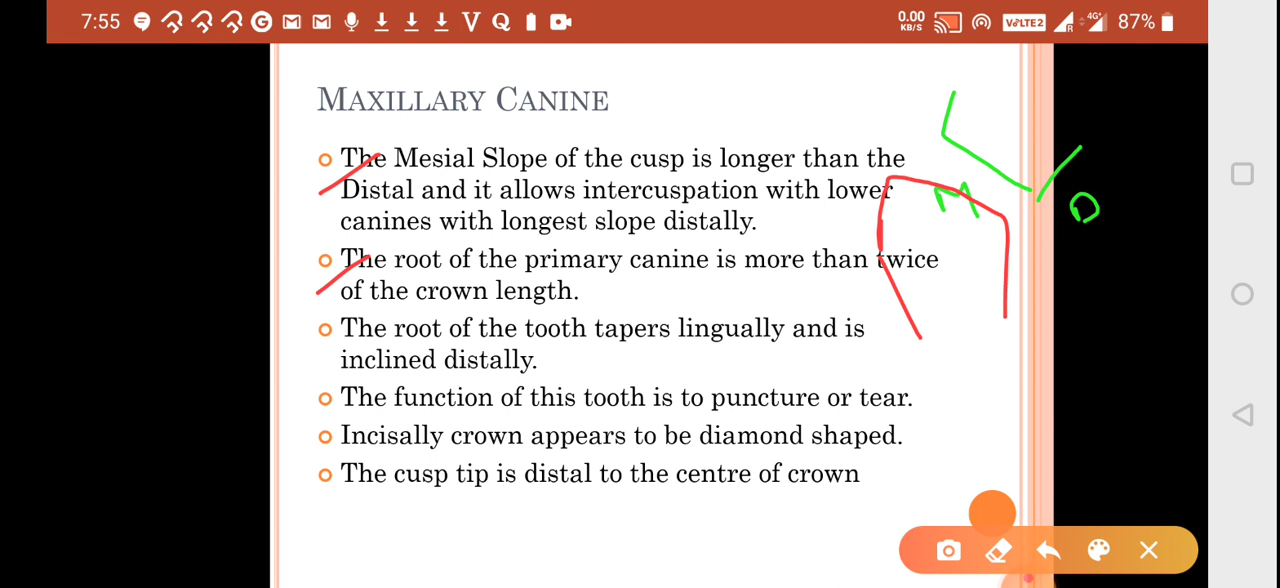 7:55
0.00
KB/S
VoLTE2
R
4G+
87%
MAXILLARY CANINE
The Mesial Slope of the cusp is longer than the
Distal and it allows intercuspation with lower
canines with longest slope distally.
The root of the primary canine is more than twice
of the crown length.
The root of the tooth tapers lingually and is
inclined distally.
The function of this tooth is to puncture or tear.
Incisally crown appears to be diamond shaped.
The cusp tip is distal to the centre of crown
M
D